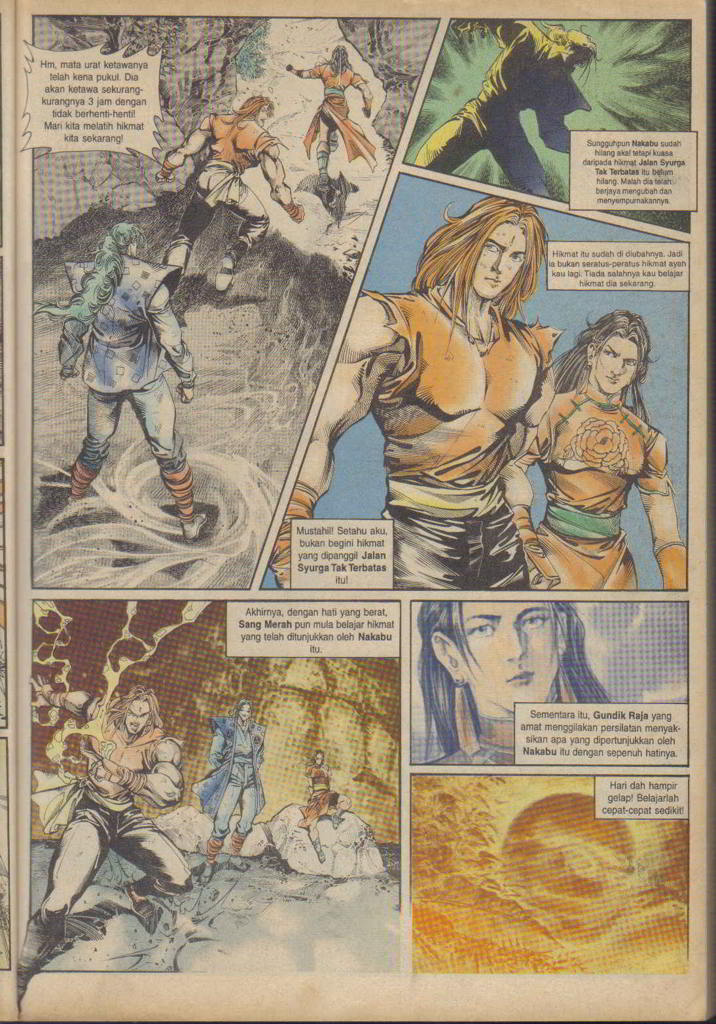 Hm, mata urat ketawanya
telah kena pukul. Dia
akan ketawa sekurang-
kurangnya 3 jam dengan
tidak berhenti-henti!
Mari kita melatih hikmat
kita sekarang!
Sungguhpun Nakabu sudah
hilang akal tetapi kuasa
daripada hikmat Jalan Syurga
Tak Terbatas itu belum
hilang. Malah dia telah
berjaya mengubah dan
menyempurnakannya.
Hikmat itu sudah di diubahnya. Jadi
ia bukan seratus-peratus hikmat ayah
kau lagi. Tiada salahnya kau belajar
hikmat dia sekarang.
Mustahil! Setahu aku,
bukan begini hikmat
yang dipanggil Jalan
Syurga Tak Terbatas
itu!
Akhirnya, dengan hati yang berat,
Sang Merah pun mula belajar hikmat
yang telah ditunjukkan oleh Nakabu
itu.
Sementara itu, Gundik Raja yang
amat menggilakan persilatan menyak-
sikan apa yang dipertunjukkan oleh
Nakabu itu dengan sepenuh hatinya.
Hari dah hampir
gelap! Belajarlah
cepat-cepat sedikit!